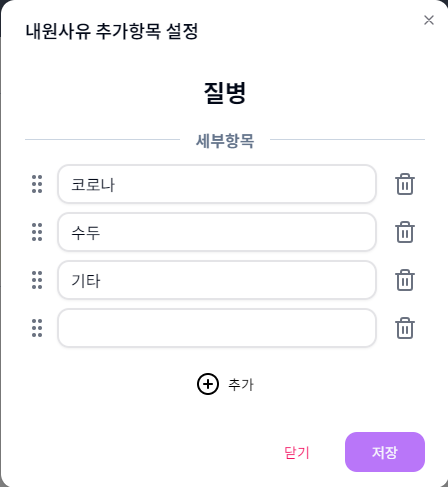 내원사유 추가항목 설정
질병
세부항목
코로나
수두
기타
추가
닫기
저장